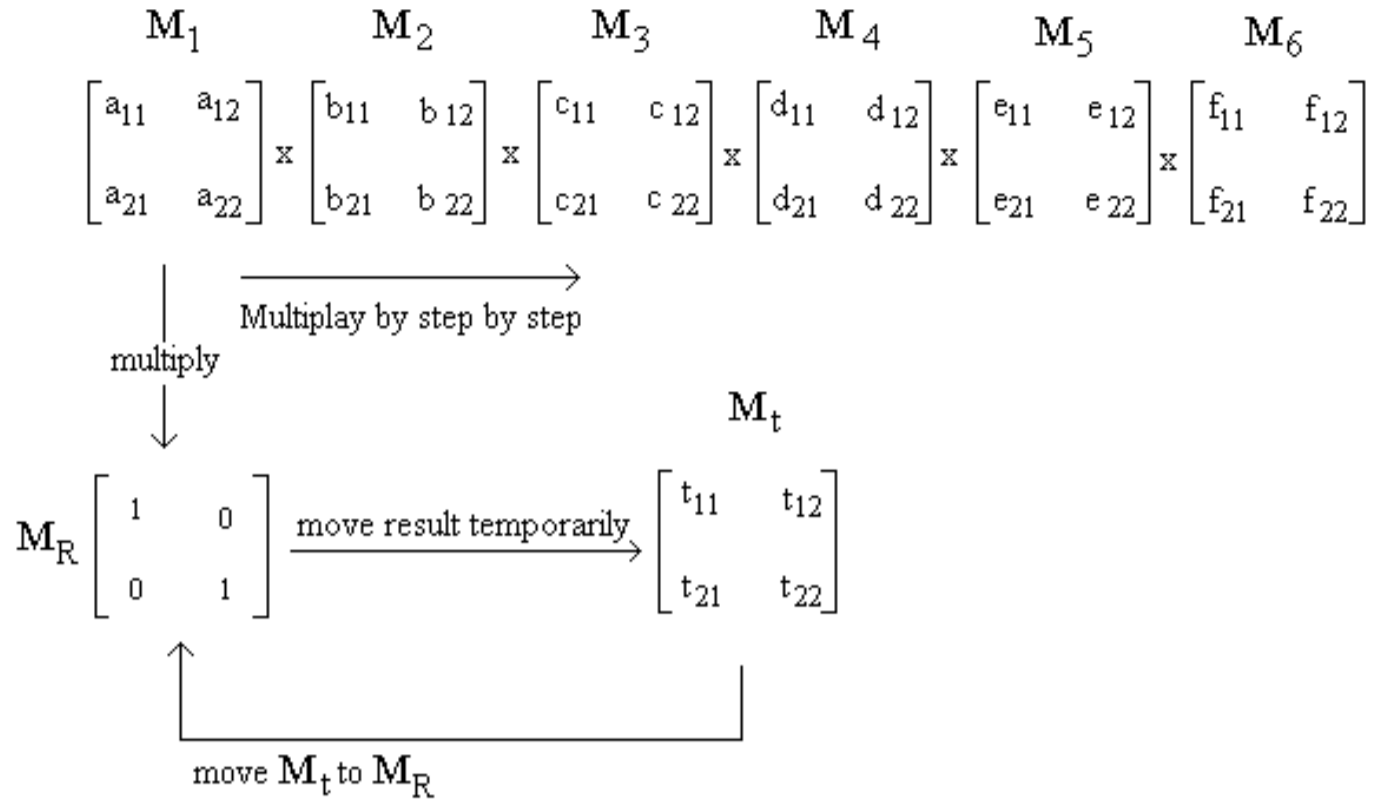 M1 M2 M3 M4 M5 M6
a11 a12 b11 b12 c11 c12 d11 d12 e11 e12 f11 f12
x x x x x
a21 a22 b21 b22 c21 c22 d21 d22 e21 e22 f21 f22
Multiplay by step by step
multiply
Mt
1 0 t11 t12
MR move result temporarily
0 1 t21 t22
move Mt to MR